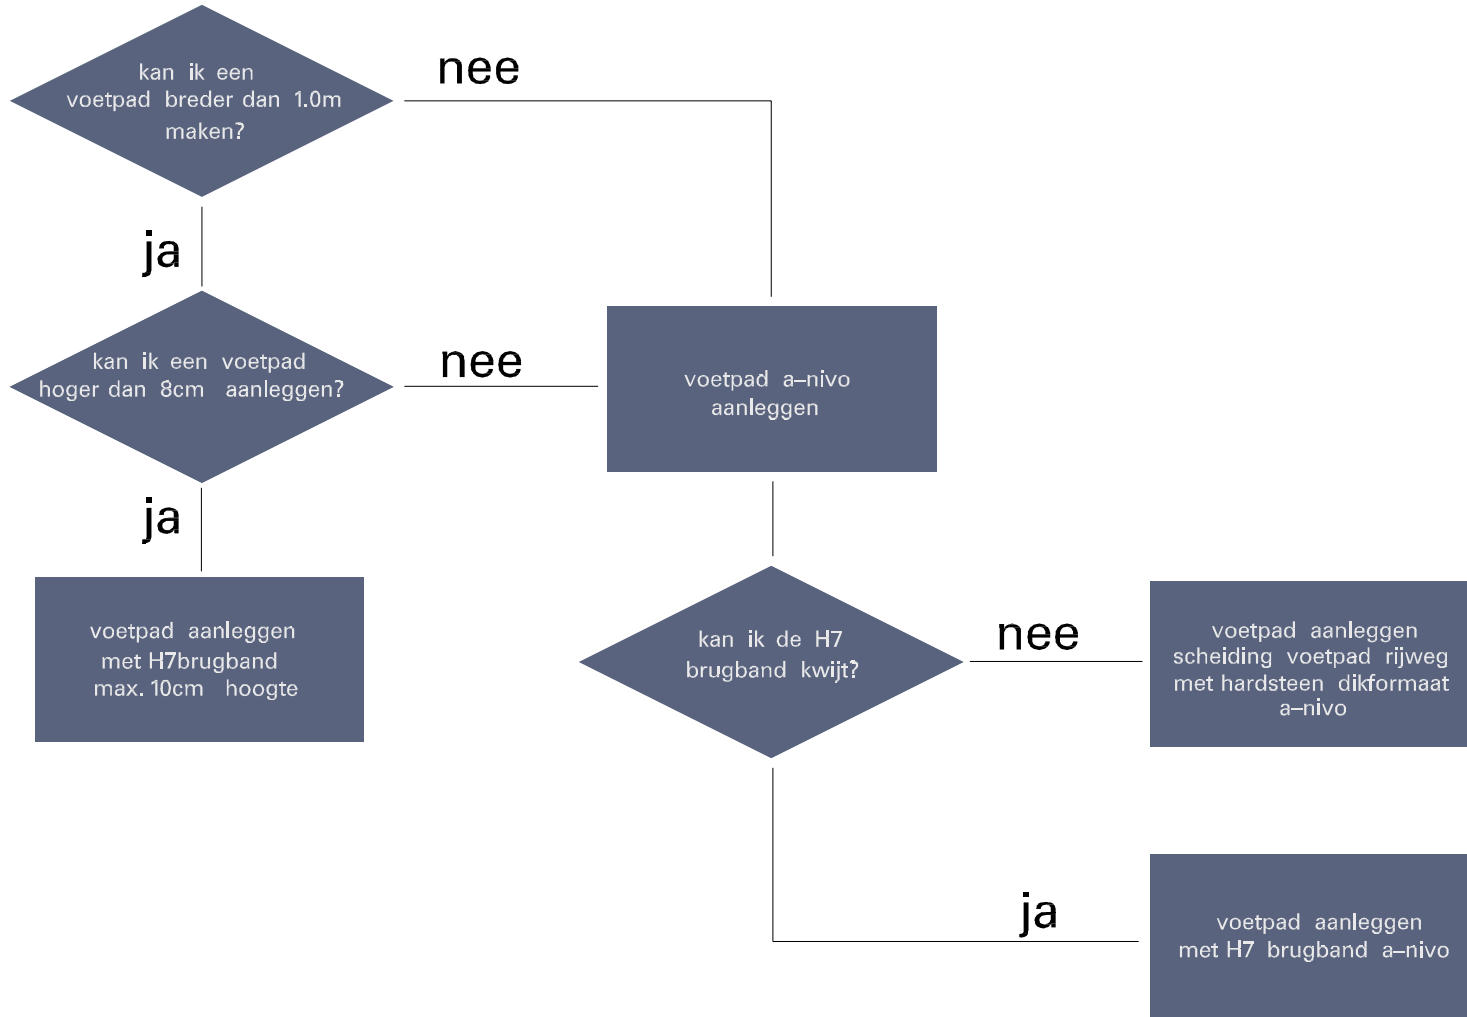 kan ik een
voetpad breder dan 1.0m
maken?
nee
ja
kan ik een voetpad
hoger dan 8cm aanleggen?
nee
voetpad a-nivo
aanleggen
ja
voetpad aanleggen
met H7brugband
max. 10cm hoogte
kan ik de H7
brugband kwijt?
nee
voetpad aanleggen
scheiding voetpad rijweg
met hardsteen dikformaat
a-nivo
ja
voetpad aanleggen
met H7 brugband a-nivo